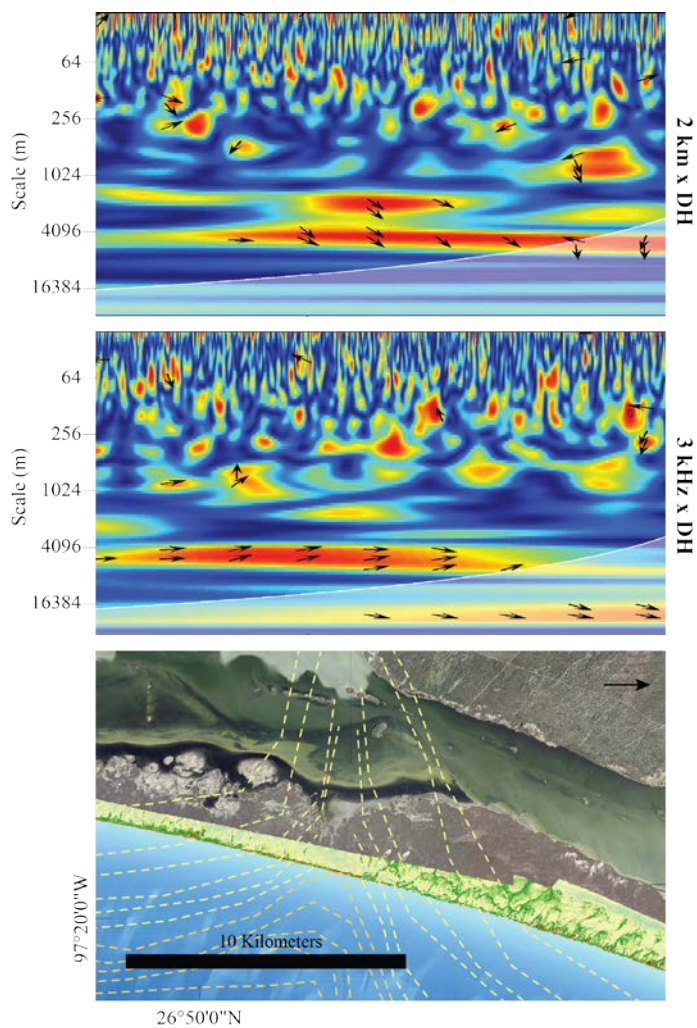 64
256
1024
4096
16384
Scale (m)
2 km x DH
64
256
1024
4096
16384
Scale (m)
3 kHz x DH
97°20'0"W
10 Kilometers
26°50'0"N